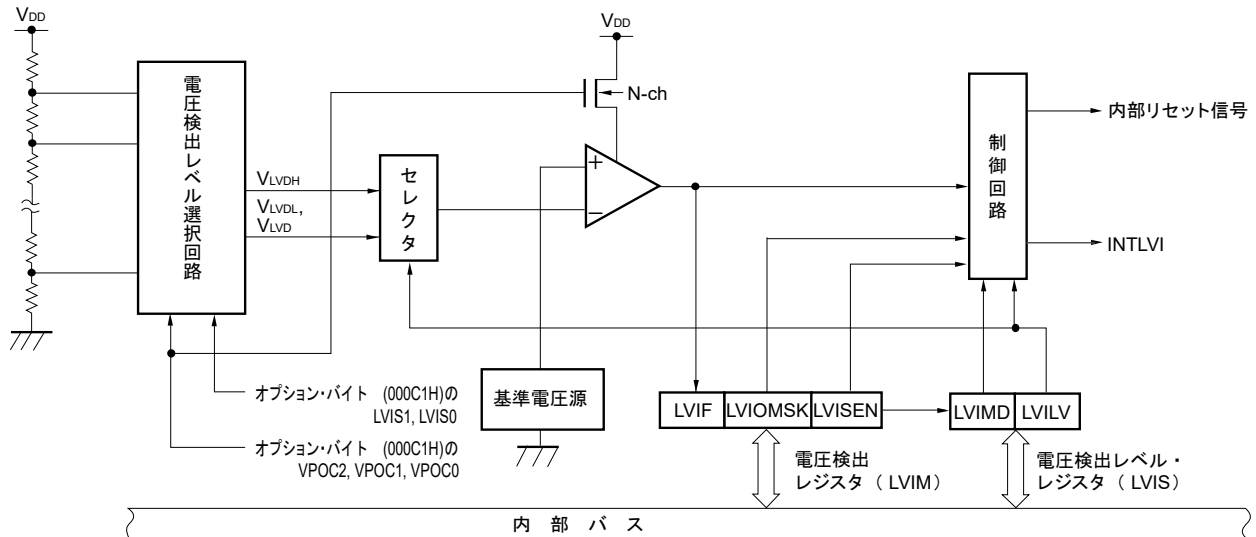 VDD
VDD
電圧検出レベル選択回路
N-ch
制御回路
内部リセット信号
VLVDH
VLVDL,
VLVD
セレクタ
+
−
INTLVI
オプション・バイト (000C1H)の
LVIS1, LVIS0
基準電圧源
LVIF
LVIOMSK
LVISEN
LVIMD
LVILV
オプション・バイト (000C1H)の
VPOC2, VPOC1, VPOC0
電圧検出
レジスタ(LVIM)
電圧検出レベル・
レジスタ(LVIS)
内部バス